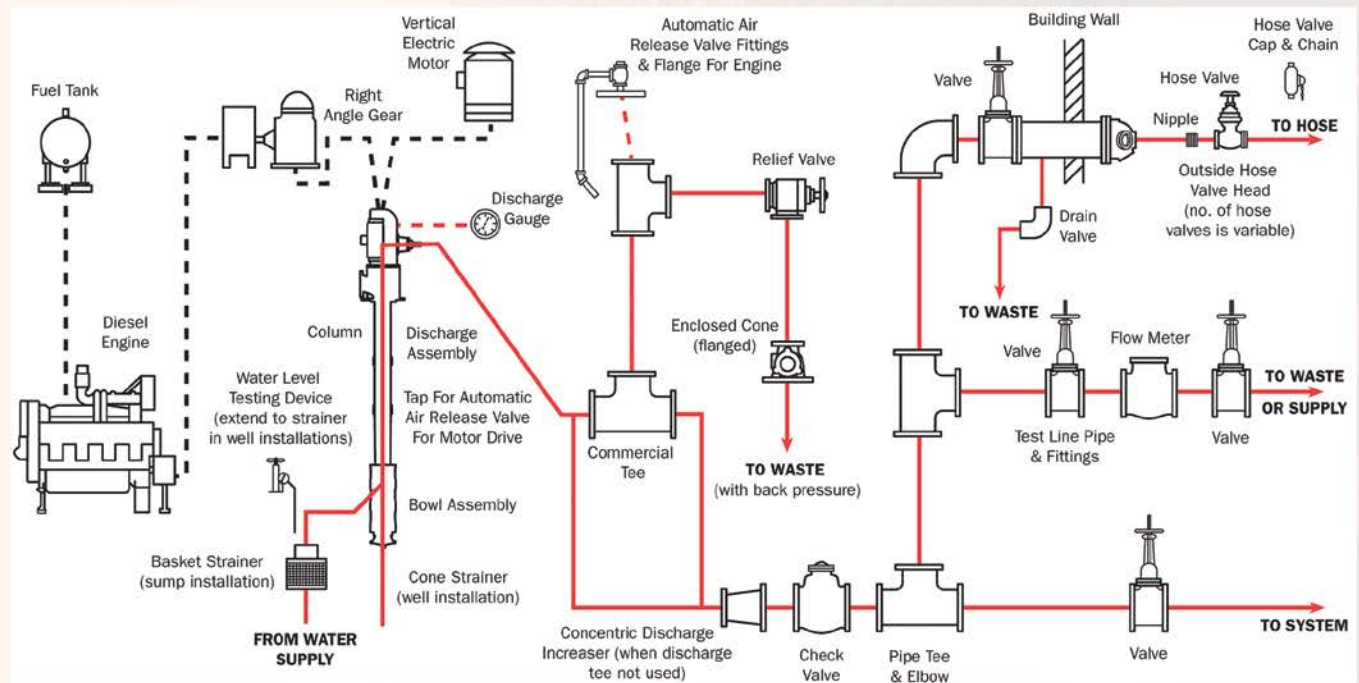 Fuel Tank
Vertical
Electric
Motor
Right
Angle Gear
Automatic Air
Release Valve Fittings
& Flange For Engine
Building Wall
Hose Valve
Cap & Chain
Valve
Hose Valve
Nipple
TO HOSE
Relief Valve
Outside Hose
Valve Head
(no. of hose
valves is variable)
Discharge
Gauge
Drain
Valve
TO WASTE
Diesel
Engine
Column
Discharge
Assembly
Enclosed Cone
(flanged)
Valve
Flow Meter
TO WASTE
OR SUPPLY
Water Level
Testing Device
(extend to strainer
in well installations)
Tap For Automatic
Air Release Valve
For Motor Drive
Commercial
Tee
TO WASTE
(with back pressure)
Test Line Pipe
& Fittings
Valve
Bowl Assembly
Basket Strainer
(sump installation)
Cone Strainer
(well installation)
FROM WATER
SUPPLY
Concentric Discharge
Increaser (when discharge
tee not used)
Check
Valve
Pipe Tee
& Elbow
Valve
TO SYSTEM